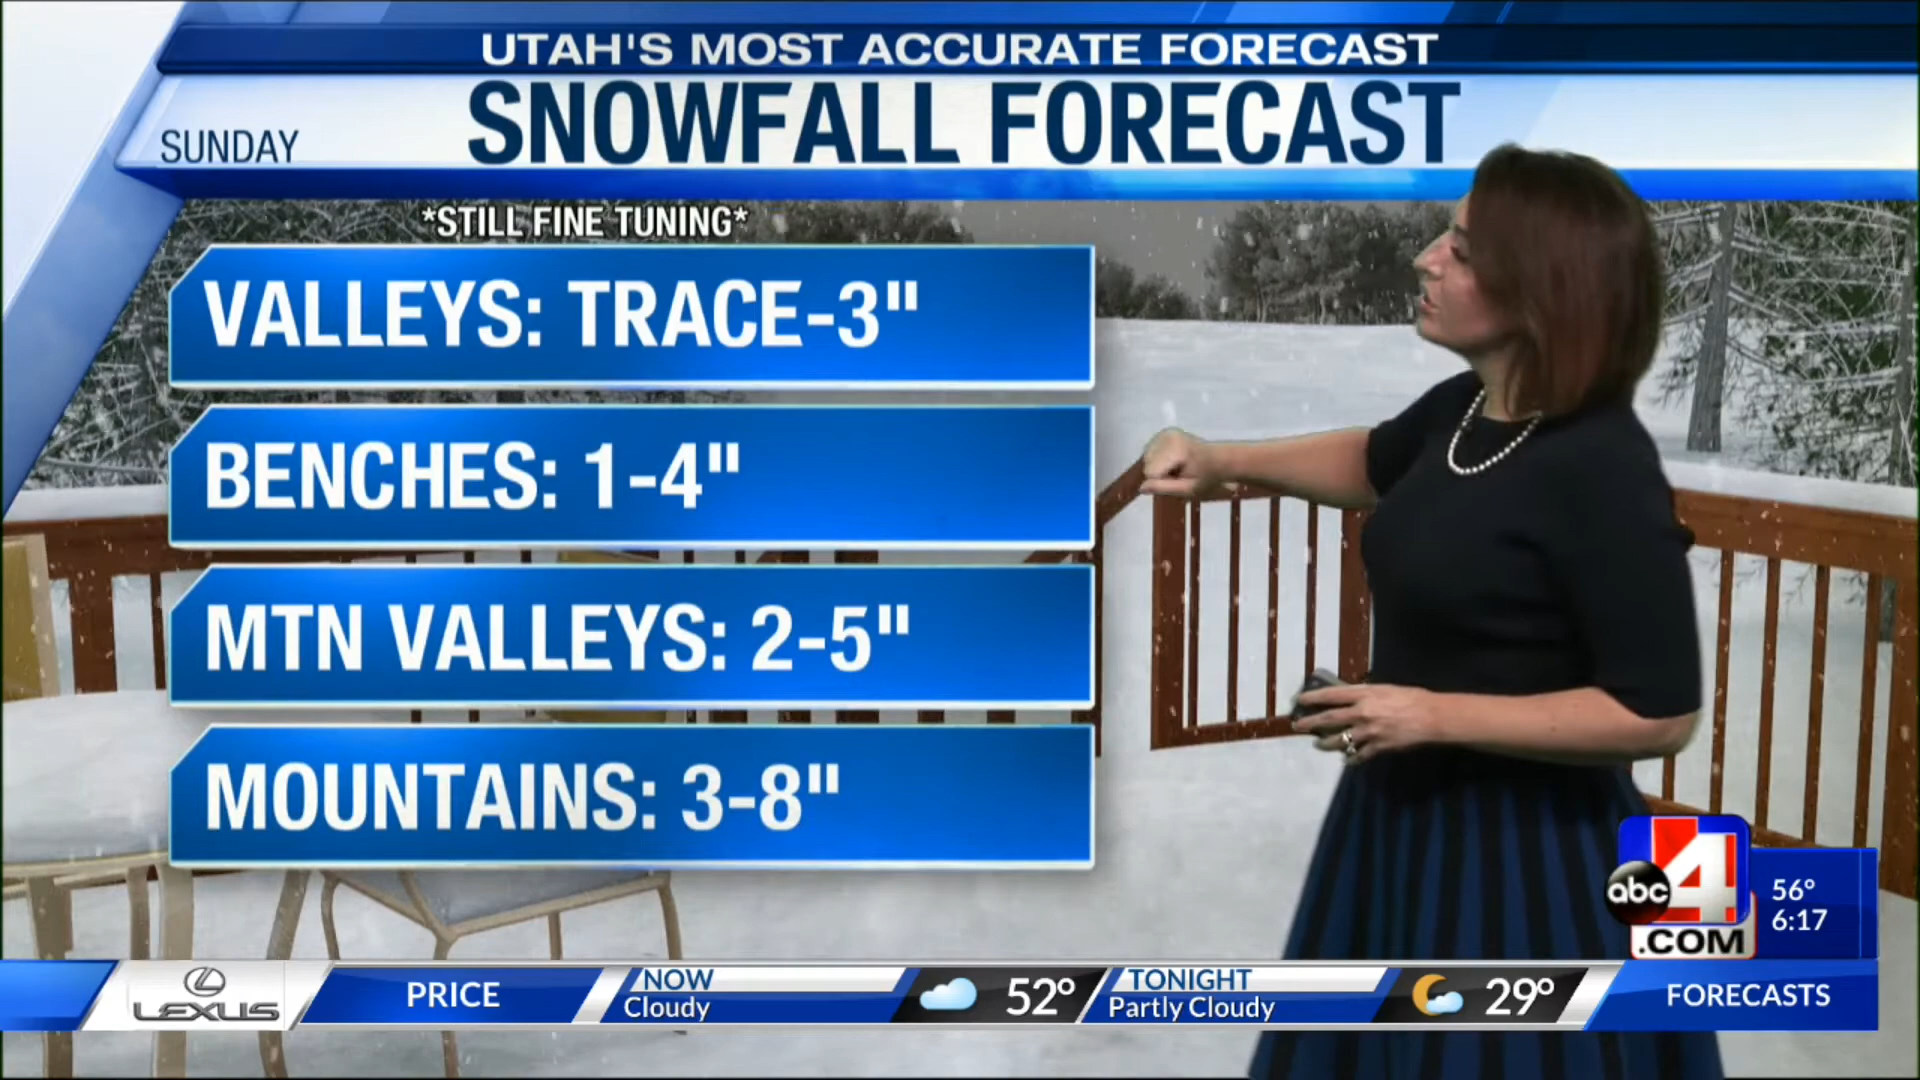 UTAH'S MOST ACCURATE FORECAST
SNOWFALL FORECAST
SUNDAY
*STILL FINE TUNING*
VALLEYS: TRACE-3"
BENCHES: 1-4"
MTN VALLEYS: 2-5"
MOUNTAINS: 3-8"
abc 4
.COM
56°
6:17
LEXUS
PRICE
NOW
Cloudy
52°
TONIGHT
Partly Cloudy
29°
FORECASTS